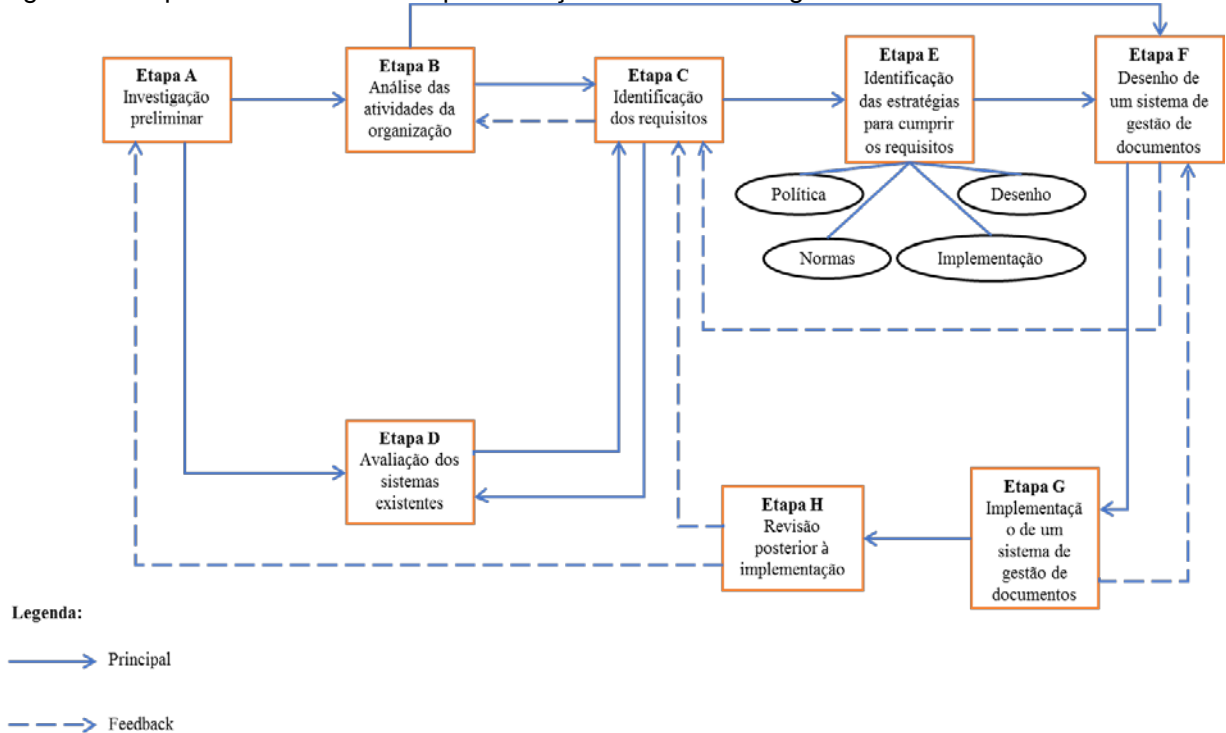 Etapa A
Investigação
preliminar
Etapa B
Análise das
atividades da
organização
Etapa C
Identificação
dos requisitos
Etapa E
Identificação
das estratégias
para cumprir
os requisitos
Etapa F
Desenho de
um sistema de
gestão de
documentos
Política
Desenho
Normas
Implementação
Etapa D
Avaliação dos
sistemas
existentes
Etapa H
Revisão
posterior à
implementação
Etapa G
Implementaçã
o de um
sistema de
gestão de
documentos
Legenda:
Principal
Feedback